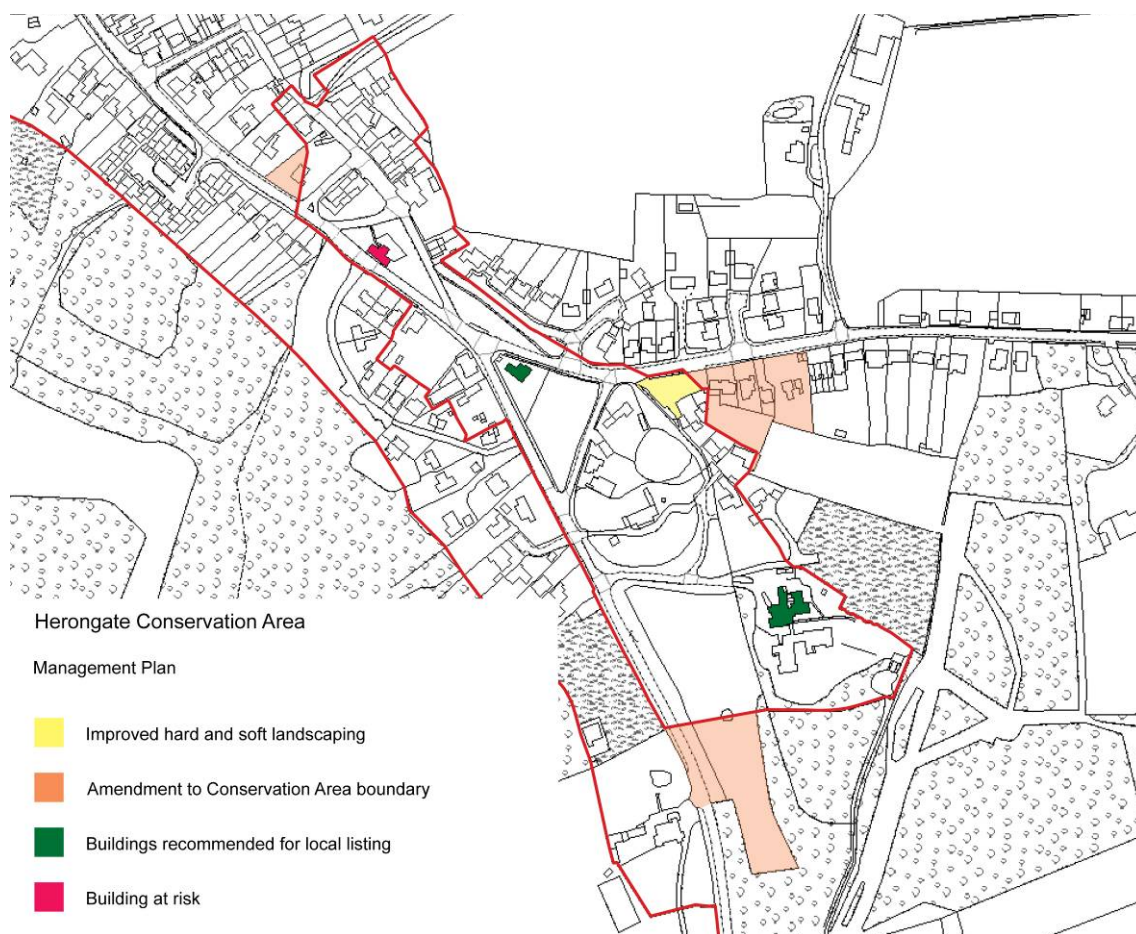 Herongate Conservation Area
Management Plan
Improved hard and soft landscaping
Amendment to Conservation Area boundary
Buildings recommended for local listing
Building at risk